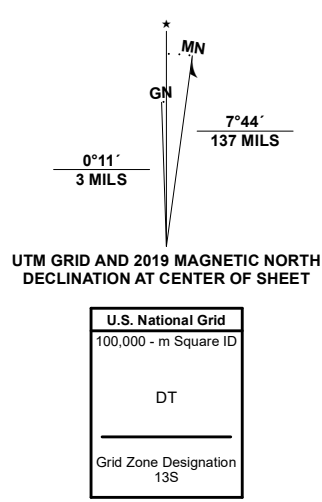 MN
GN
7°44´
137 MILS
0°11´
3 MILS
UTM GRID AND 2019 MAGNETIC NORTH
DECLINATION AT CENTER OF SHEET
U.S. National Grid
100,000 - m Square ID
DT
Grid Zone Designation
13S